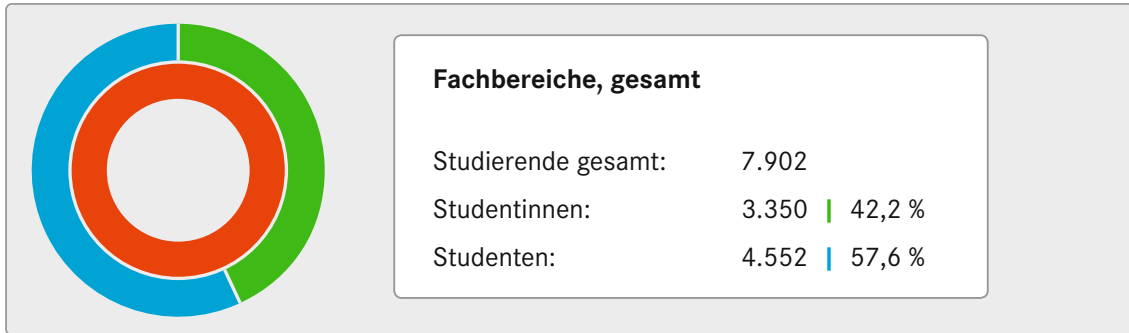 Fachbereiche, gesamt
Studierende gesamt: 7.902
Studentinnen: 3.350 | 42,2 %
Studenten: 4.552 | 57,6 %